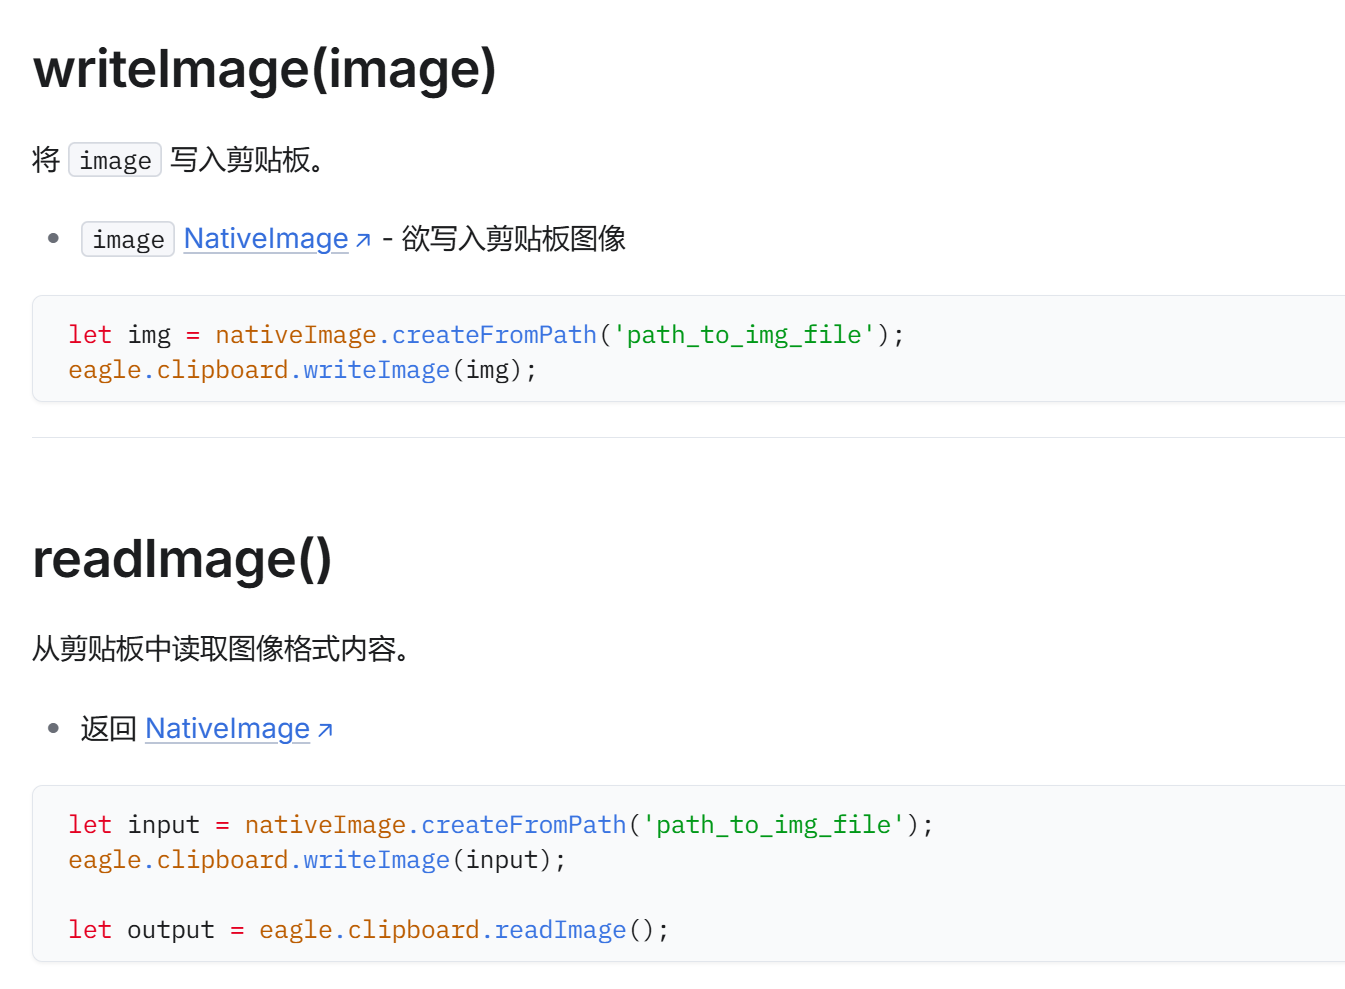 writeImage(image)
将 image 写入剪贴板。
image NativeImage - 欲写入剪贴板图像
let img = nativeImage.createFromPath('path_to_img_file');
eagle.clipboard.writeImage(img);
readImage()
从剪贴板中读取图像格式内容。
返回 NativeImage
let input = nativeImage.createFromPath('path_to_img_file');
eagle.clipboard.writeImage(input);
let output = eagle.clipboard.readImage();